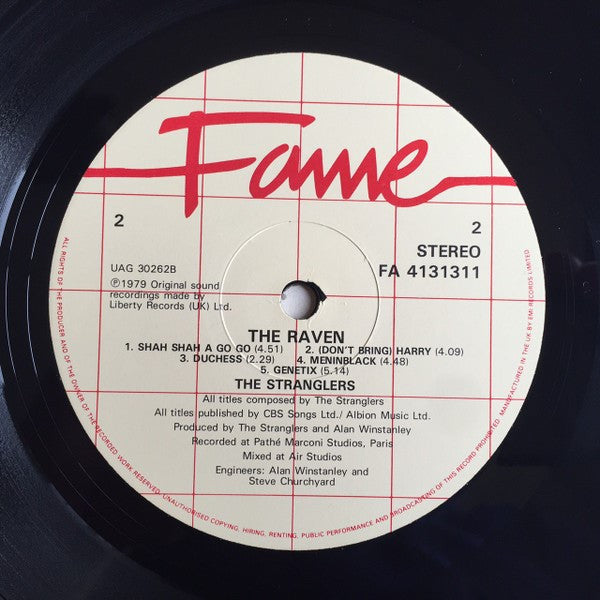 Fame
2
2
STEREO
UAG 30262B
FA 4131311
℗1979 Original sound
recordings made by
Liberty Records (UK) Ltd.
THE RAVEN
1. SHAH SHAH A GO GO (4.51) 2. (DON'T BRING) HARRY (4.09)
3. DUCHESS (2.29) 4. MENINBLACK (4.48)
5. GENETIX (5.14)
THE STRANGLERS
All titles composed by The Stranglers
All titles published by CBS Songs Ltd./ Albion Music Ltd.
Produced by The Stranglers and Alan Winstanley
Recorded at Pathé Marconi Studios, Paris
Mixed at Air Studios
Engineers: Alan Winstanley and
Steve Churchyard
ALL RIGHTS OF THE PRODUCER AND OF THE OWNER OF THE RECORDED WORK RESERVED. UNAUTHORISED COPYING, HIRING, RENTING, PUBLIC PERFORMANCE AND BROADCASTING OF THIS RECORD PROHIBITED. MANUFACTURED IN THE UK BY EMI RECORDS LIMITED.